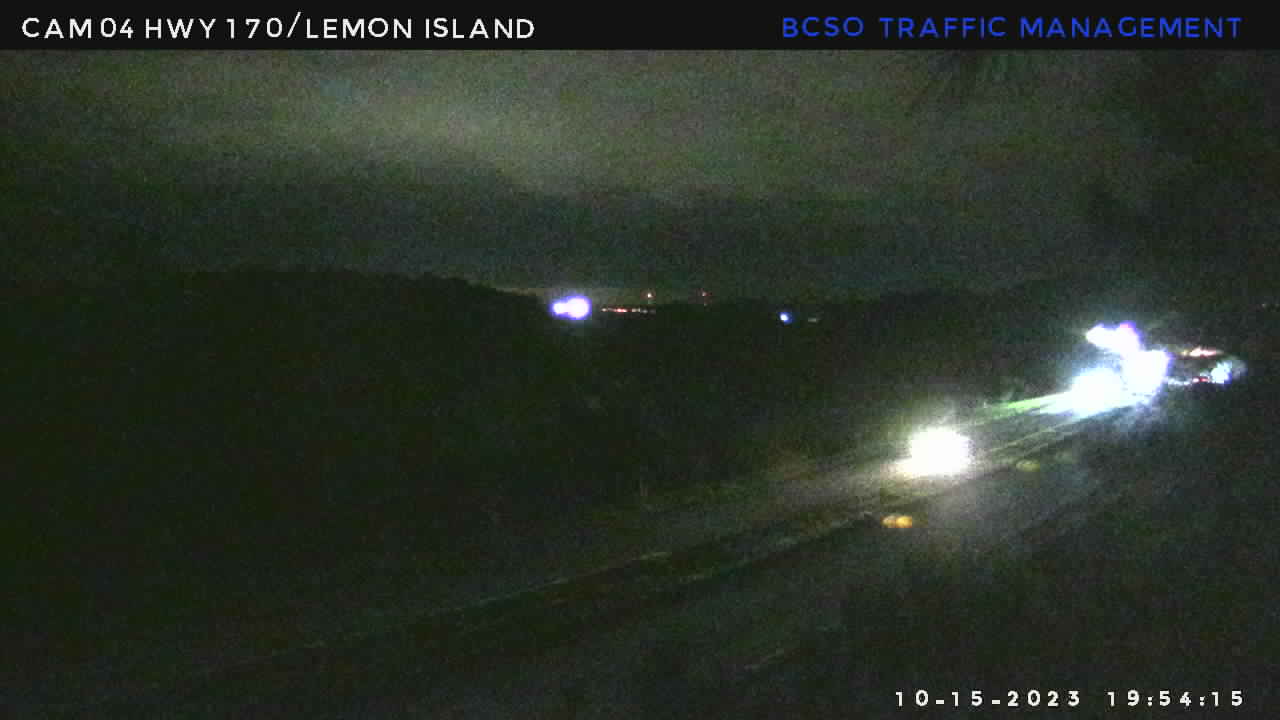 CAM04 HWY 170/LEMON ISLAND
BCSO TRAFFIC MANAGEMENT
10-15-2023 19:54:15